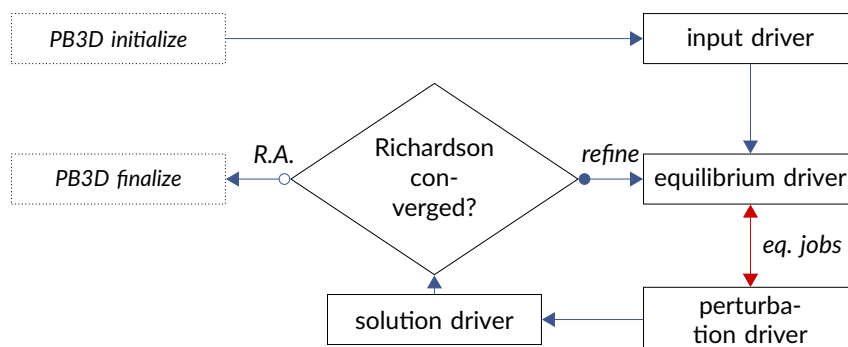 PB3D initialize
input driver
R.A.
Richardson
con-
verged?
refine
PB3D finalize
equilibrium driver
eq. jobs
solution driver
perturba-
tion driver